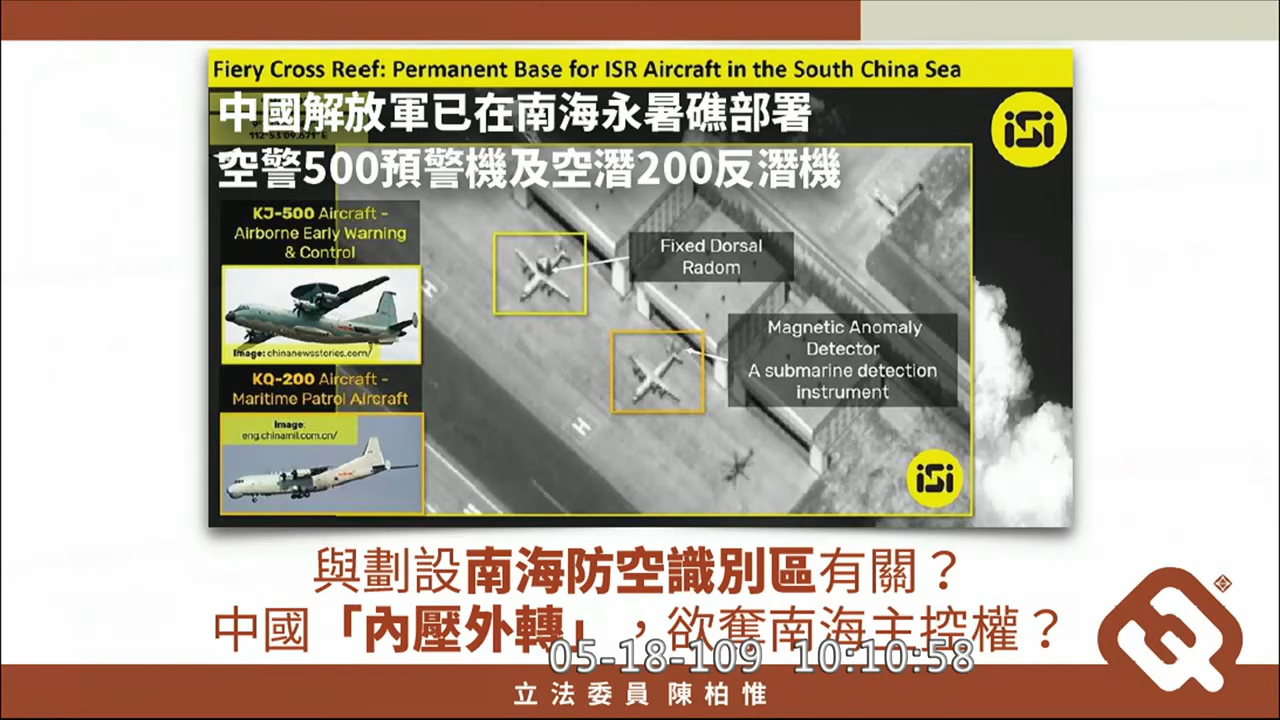 Fiery Cross Reef: Permanent Base for ISR Aircraft in the South China Sea
中國解放軍已在南海永暑礁部署
空警500預警機及空潛200反潛機
iSi
KJ-500 Aircraft -
Airborne Early Warning
& Control
Image: chinanewsstories.com/
KQ-200 Aircraft -
Maritime Patrol Aircraft
Image:
eng.chinamil.com.cn/
Fixed Dorsal
Radom
Magnetic Anomaly
Detector
A submarine detection
instrument
H
H
iSi
與劃設南海防空識別區有關？
中國「內壓外轉」，欲奪南海主控權？
05-18-109 10:10:58
立法委員 陳柏惟